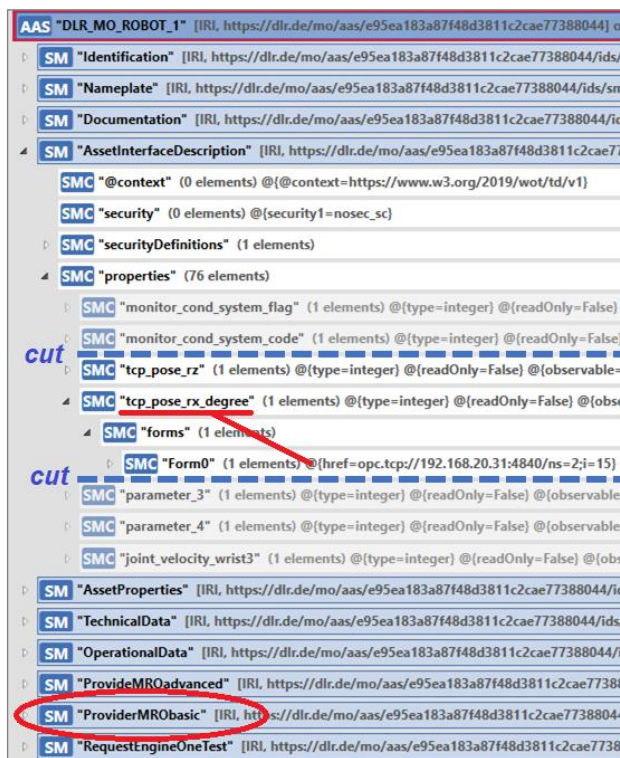 AAS "DLR_MO_ROBOT_1" [IRI, https://dlr.de/mo/aas/e95ea183a87f48d3811c2cae77388044] o
SM "Identification" [IRI, https://dlr.de/mo/aas/e95ea183a87f48d3811c2cae77388044/ids/
SM "Nameplate" [IRI, https://dlr.de/mo/aas/e95ea183a87f48d3811c2cae77388044/ids/sm
SM "Documentation" [IRI, https://dlr.de/mo/aas/e95ea183a87f48d3811c2cae77388044/id
SM "AssetInterfaceDescription" [IRI, https://dlr.de/mo/aas/e95ea183a87f48d3811c2cae77
SMC "@context" (0 elements) @{@context=https://www.w3.org/2019/wot/td/v1}
SMC "security" (0 elements) @{security1=nosec_sc}
SMC "securityDefinitions" (1 elements)
SMC "properties" (76 elements)
SMC "monitor_cond_system_flag" (1 elements) @{type=integer} @{readOnly=False}
SMC "monitor_cond_system_code" (1 elements) @{type=integer} @{readOnly=False}
cut
SMC "tcp_pose_rz" (1 elements) @{type=integer} @{readOnly=False} @{observable=
SMC "tcp_pose_rx_degree" (1 elements) @{type=integer} @{readOnly=False} @{obse
SMC "forms" (1 elements)
SMC "Form0" (1 elements) @{href=opc.tcp://192.168.20.31:4840/ns=2;i=15}
cut
SMC "parameter_3" (1 elements) @{type=integer} @{readOnly=False} @{observable
SMC "parameter_4" (1 elements) @{type=integer} @{readOnly=False} @{observable
SMC "joint_velocity_wrist3" (1 elements) @{type=integer} @{readOnly=False} @{obs
SM "AssetProperties" [IRI, https://dlr.de/mo/aas/e95ea183a87f48d3811c2cae77388044/id
SM "TechnicalData" [IRI, https://dlr.de/mo/aas/e95ea183a87f48d3811c2cae77388044/ids
SM "OperationalData" [IRI, https://dlr.de/mo/aas/e95ea183a87f48d3811c2cae77388044/i
SM "ProvideMROadvanced" [IRI, https://dlr.de/mo/aas/e95ea183a87f48d3811c2cae77388
SM "ProviderMRObasic" [IRI, https://dlr.de/mo/aas/e95ea183a87f48d3811c2cae77388044
SM "RequestEngineOneTest" [IRI, https://dlr.de/mo/aas/e95ea183a87f48d3811c2cae7738